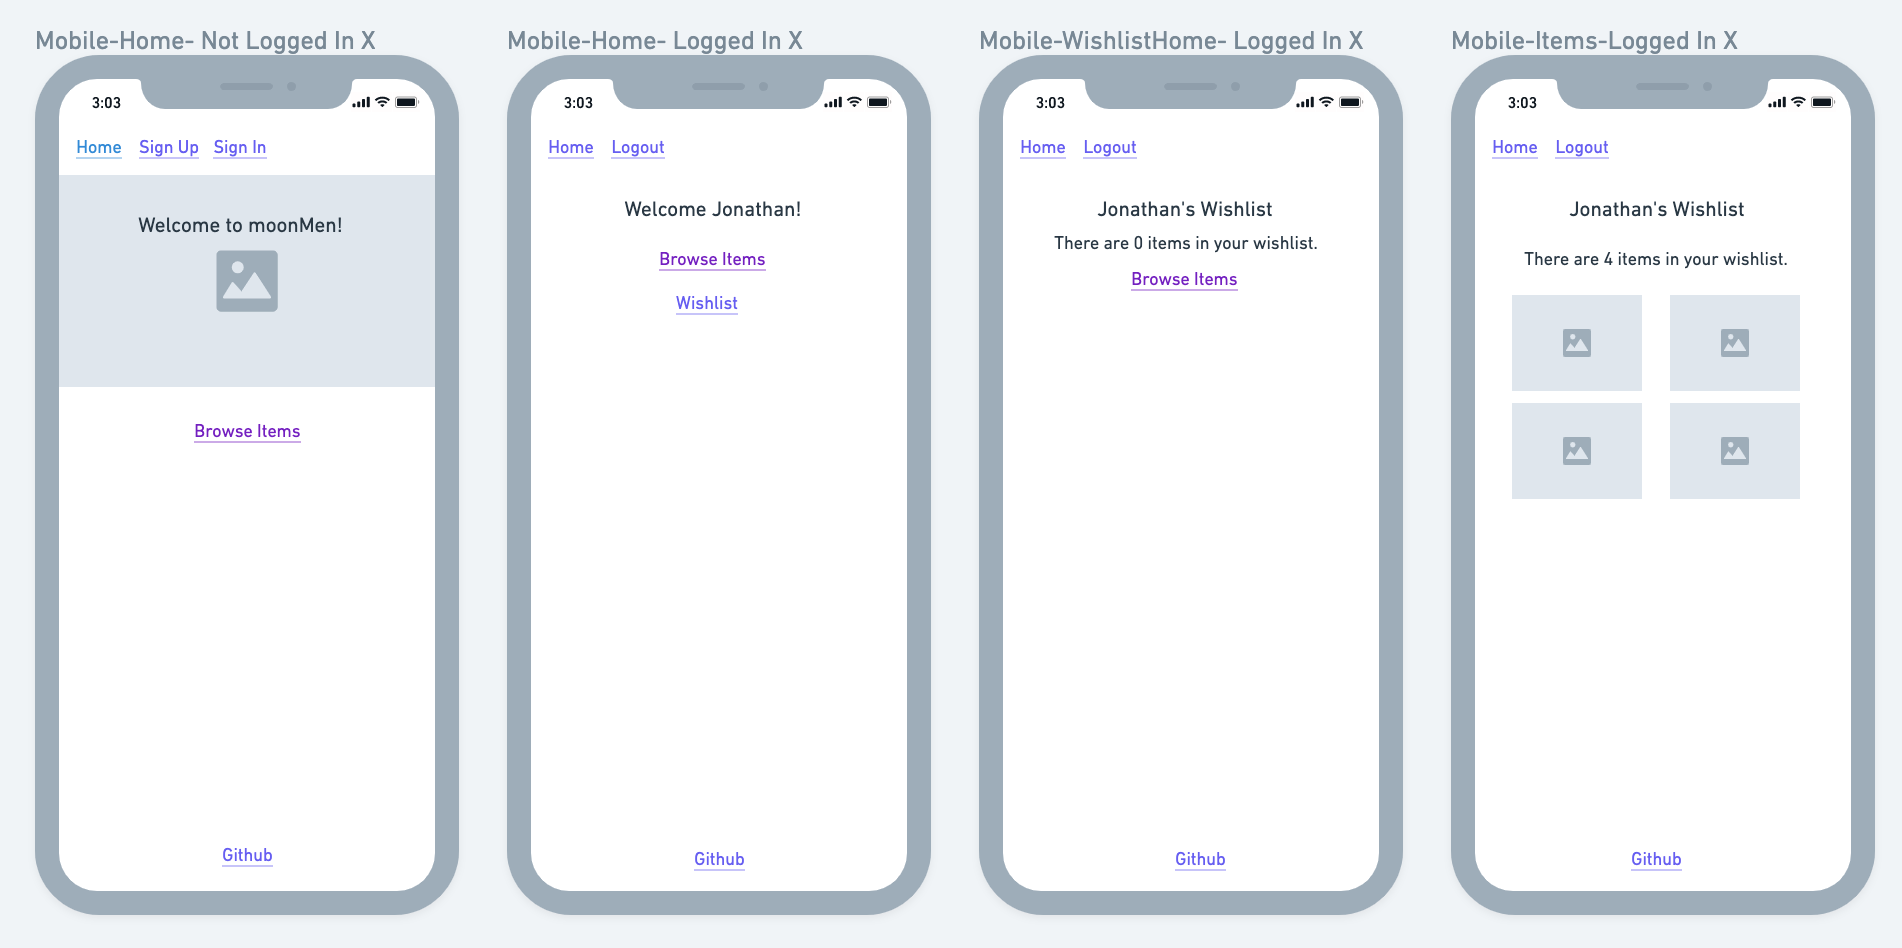 Mobile-Home- Not Logged In X
3:03
Home Sign Up Sign In
Welcome to moonMen!
Browse Items
Github
Mobile-Home- Logged In X
3:03
Home Logout
Welcome Jonathan!
Browse Items
Wishlist
Github
Mobile-WishlistHome- Logged In X
3:03
Home Logout
Jonathan's Wishlist
There are 0 items in your wishlist.
Browse Items
Github
Mobile-Items-Logged In X
3:03
Home Logout
Jonathan's Wishlist
There are 4 items in your wishlist.
Github